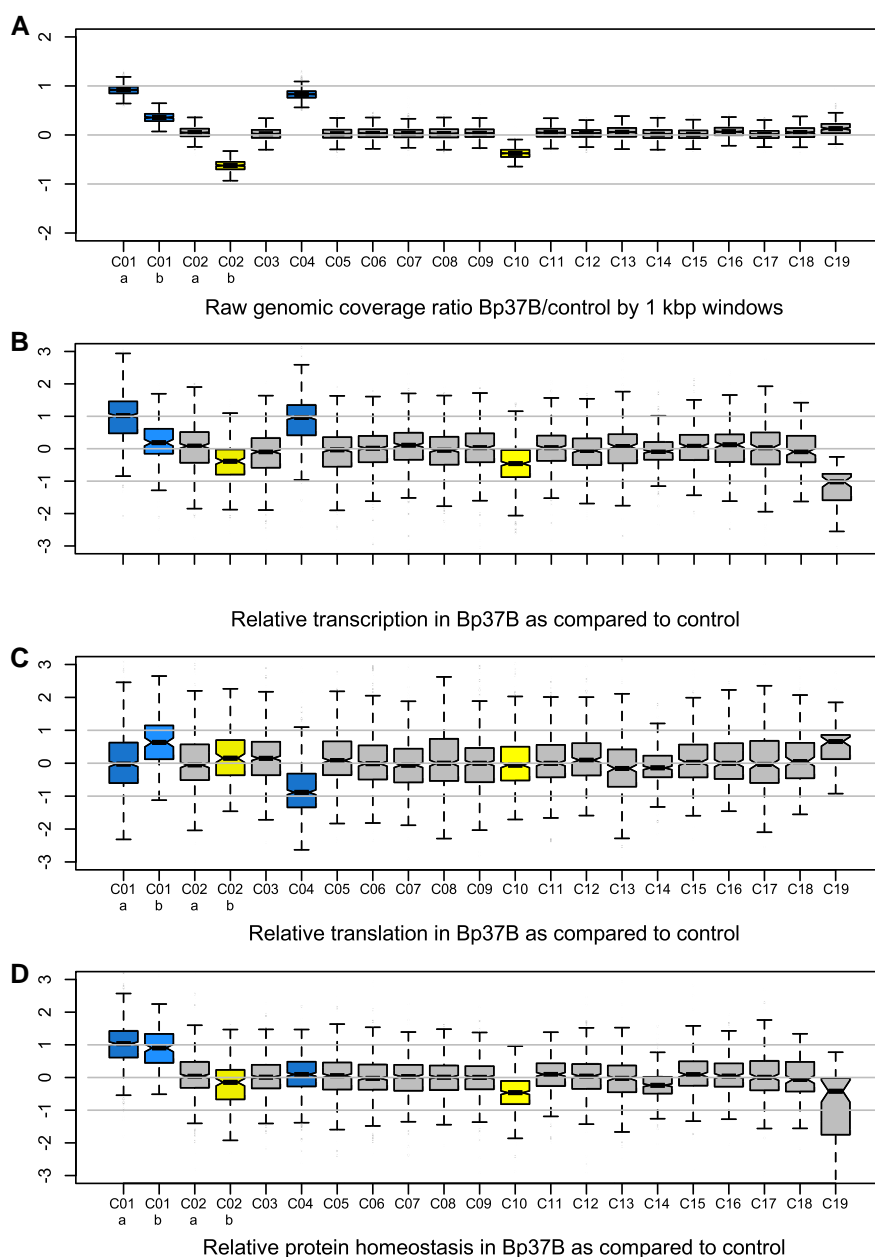 A
2
1
0
-1
-2
C01 C01 C02 C02 C03 C04 C05 C06 C07 C08 C09 C10 C11 C12 C13 C14 C15 C16 C17 C18 C19
a b a b
Raw genomic coverage ratio Bp37B/control by 1 kbp windows
B
3
2
1
0
-1
-2
-3
Relative transcription in Bp37B as compared to control
C
3
2
1
0
-1
-2
-3
C01 C01 C02 C02 C03 C04 C05 C06 C07 C08 C09 C10 C11 C12 C13 C14 C15 C16 C17 C18 C19
a b a b
Relative translation in Bp37B as compared to control
D
3
2
1
0
-1
-2
-3
C01 C01 C02 C02 C03 C04 C05 C06 C07 C08 C09 C10 C11 C12 C13 C14 C15 C16 C17 C18 C19
a b a b
Relative protein homeostasis in Bp37B as compared to control